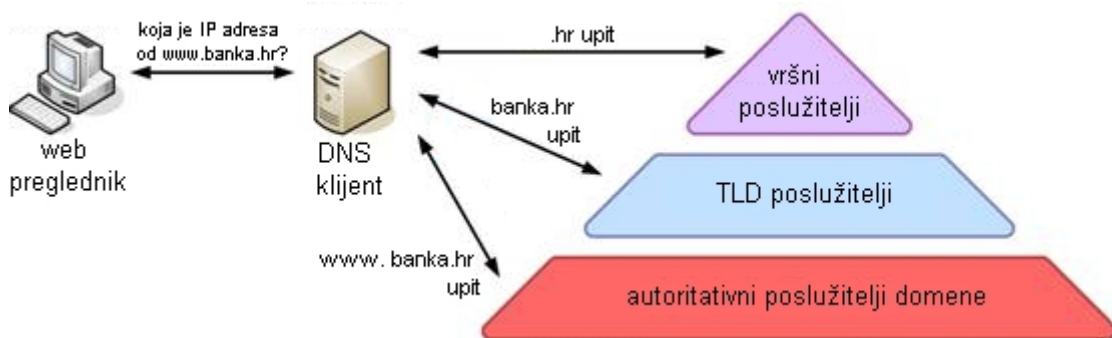 koja je IP adresa
od www.banka.hr?
web
preglednik
DNS
klijent
.hr upit
banka.hr
upit
www.banka.hr
upit
vršni
poslužitelji
TLD poslužitelji
autoritativni poslužitelji domene